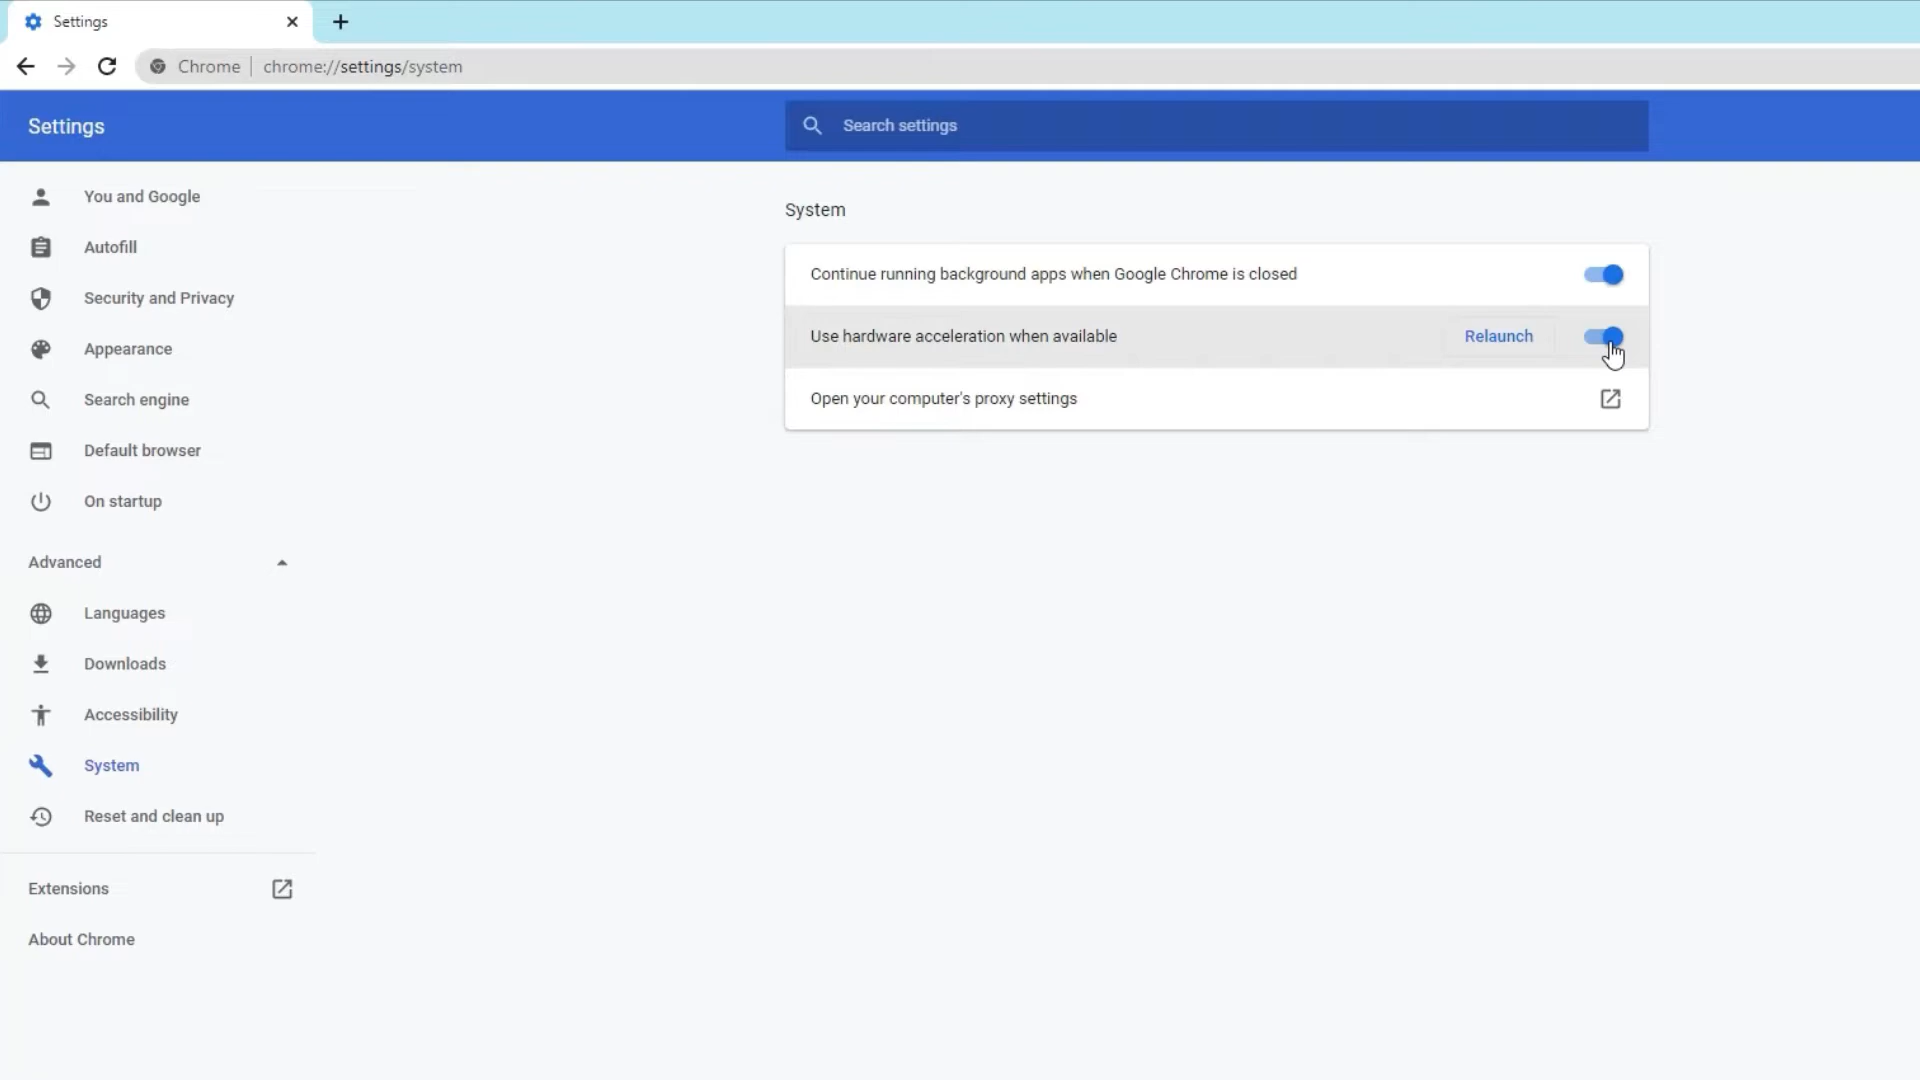 Settings
Chrome
chrome://settings/system
Settings
Search settings
You and Google
Autofill
Security and Privacy
Appearance
Search engine
Default browser
On startup
Advanced
Languages
Downloads
Accessibility
System
Reset and clean up
Extensions
About Chrome
System
Continue running background apps when Google Chrome is closed
Use hardware acceleration when available
Relaunch
Open your computer's proxy settings